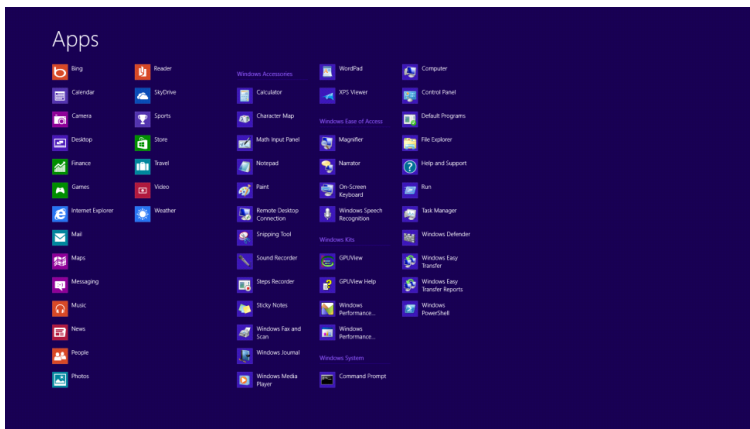 Apps
Bing
Calendar
Camera
Desktop
Finance
Games
Internet Explorer
Mail
Maps
Messaging
Music
News
People
Photos
Reader
SkyDrive
Sports
Store
Travel
Video
Weather
Windows Accessories
Calculator
Character Map
Math Input Panel
Notepad
Paint
Remote Desktop
Connection
Snipping Tool
Sound Recorder
Steps Recorder
Sticky Notes
Windows Fax and
Scan
Windows Journal
Windows Media
Player
WordPad
XPS Viewer
Windows Ease of Access
Magnifier
Narrator
On-Screen
Keyboard
Windows Speech
Recognition
Windows Kits
GPUView
GPUView Help
Windows
Performance...
Windows
Performance...
Windows System
Command Prompt
Computer
Control Panel
Default Programs
File Explorer
Help and Support
Run
Task Manager
Windows Defender
Windows Easy
Transfer
Windows Easy
Transfer Reports
Windows
PowerShell